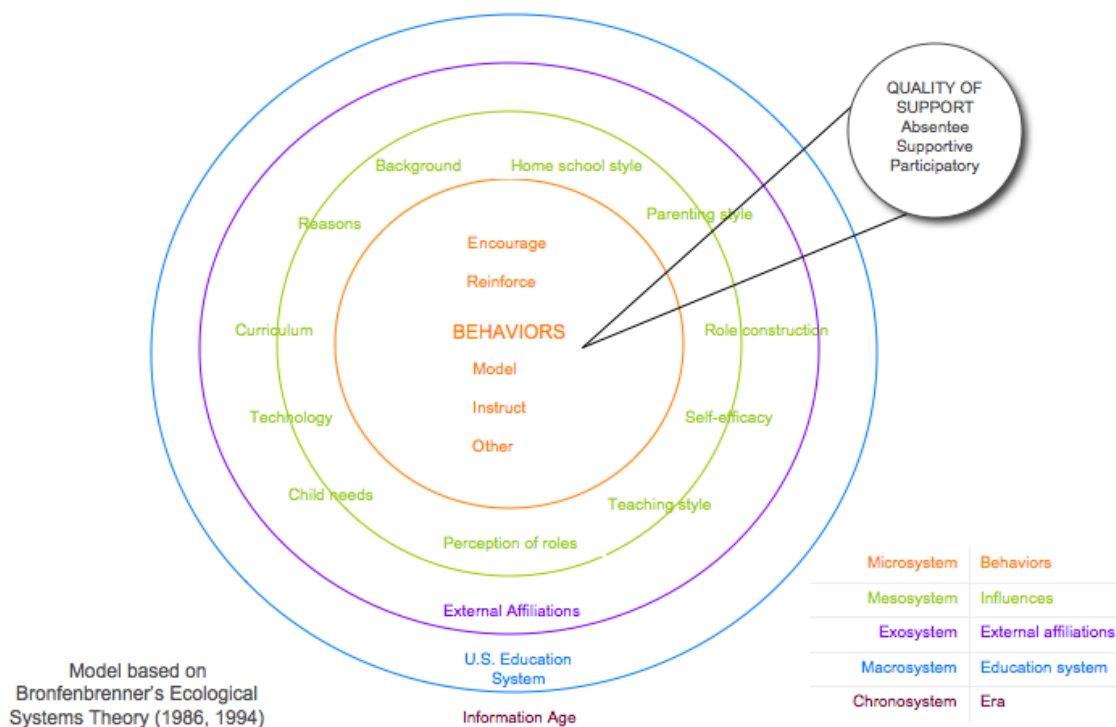 QUALITY OF
SUPPORT
Absentee
Supportive
Participatory
Background
Home school style
Reasons
Parenting style
Encourage
Reinforce
Curriculum
BEHAVIORS
Role construction
Model
Instruct
Technology
Self-efficacy
Other
Child needs
Teaching style
Perception of roles
External Affiliations
U.S. Education
System
Information Age
Microsystem Behaviors
Mesosystem Influences
Exosystem External affiliations
Macrosystem Education system
Chronosystem Era
Model based on
Bronfenbrenner's Ecological
Systems Theory (1986, 1994)